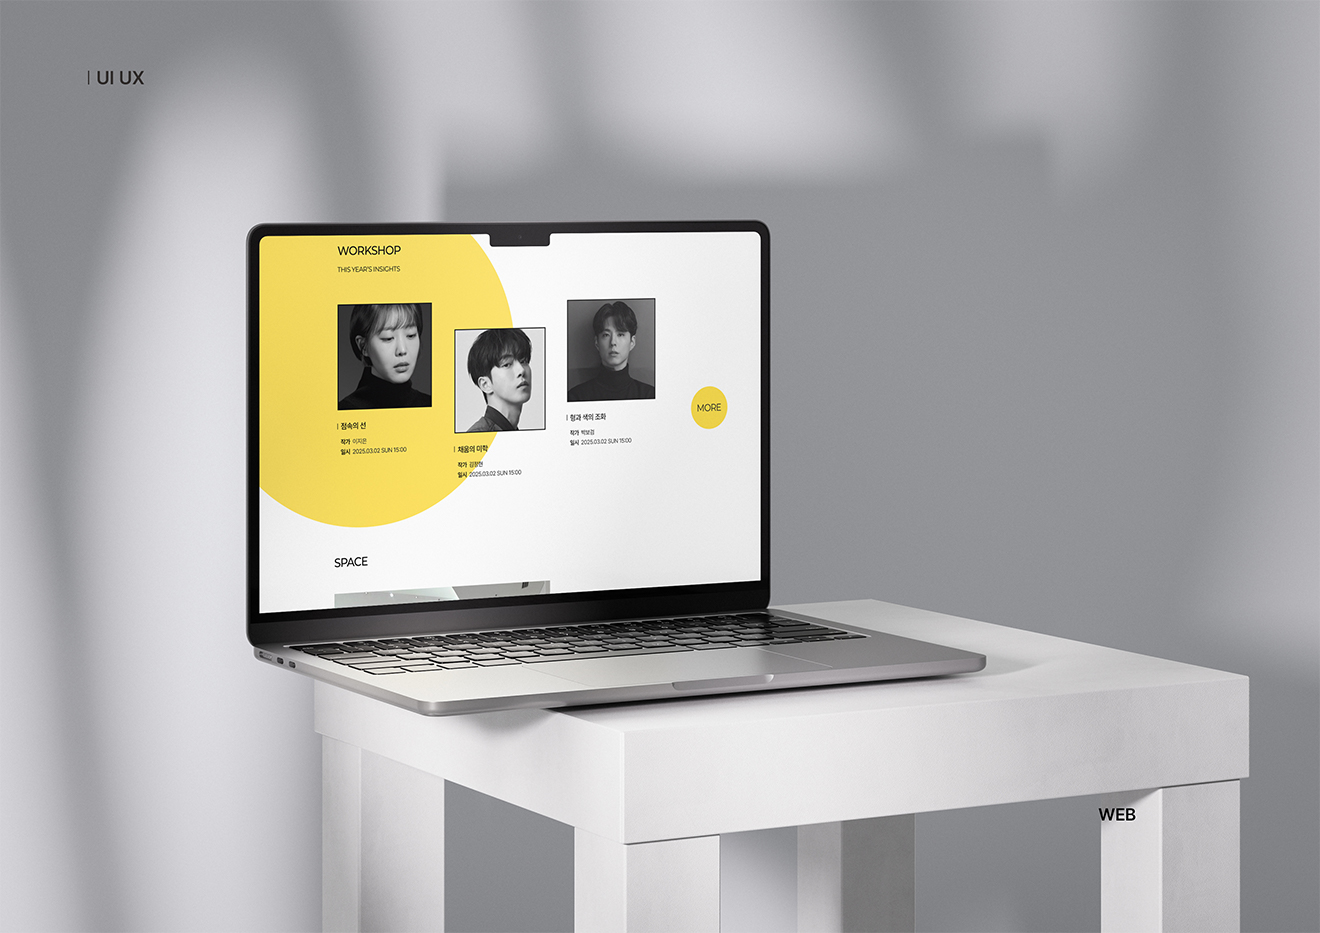 | UI UX
WORKSHOP
THIS YEAR'S INSIGHTS
| 점속의 선
작가 이지은
일시 2025.03.02 SUN 15:00
| 채움의 미학
작가 김창현
일시 2025.03.02 SUN 15:00
| 형과 색의 조화
작가 박보검
일시 2025.03.02 SUN 15:00
MORE
SPACE
WEB